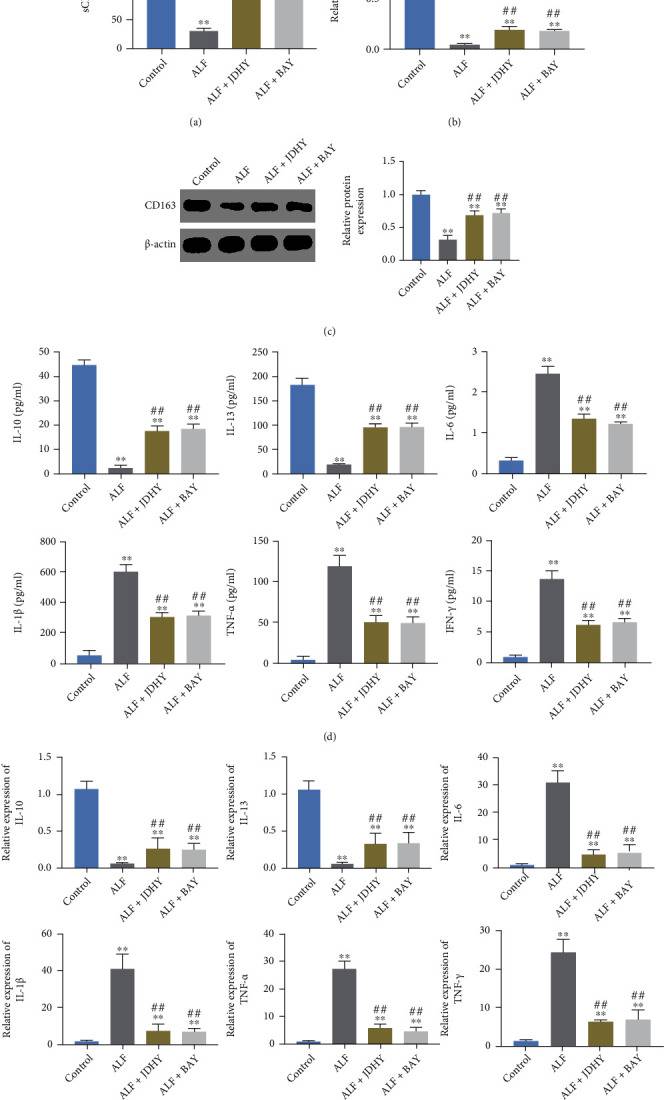 sC
50
0
**
Control
ALF
ALF + JDHY
ALF + BAY
(a)
Rela
0.5
0.0
**
##
**
##
**
Control
ALF
ALF + JDHY
ALF + BAY
(b)
Control
ALF
ALF + JDHY
ALF + BAY
CD163
β-actin
Relative protein
expression
1.5
1.0
0.5
0.0
**
##
**
##
**
Control
ALF
ALF + JDHY
ALF + BAY
(c)
IL-10 (pg/ml)
50
40
30
20
10
0
**
##
**
##
**
Control
ALF
ALF + JDHY
ALF + BAY
IL-13 (pg/ml)
250
200
150
100
50
0
**
##
**
##
**
Control
ALF
ALF + JDHY
ALF + BAY
IL-6 (pg/ml)
3
2
1
0
**
##
**
##
**
Control
ALF
ALF + JDHY
ALF + BAY
IL-1β (pg/ml)
800
600
400
200
0
**
##
**
##
**
Control
ALF
ALF + JDHY
ALF + BAY
TNF-α (pg/ml)
150
100
50
0
**
##
**
##
**
Control
ALF
ALF + JDHY
ALF + BAY
IFN-γ (pg/ml)
20
15
10
5
0
**
##
**
##
**
Control
ALF
ALF + JDHY
ALF + BAY
(d)
Relative expression of
IL-10
1.5
1.0
0.5
0.0
**
##
**
##
**
Control
ALF
ALF + JDHY
ALF + BAY
Relative expression of
IL-13
1.5
1.0
0.5
0.0
**
##
**
##
**
Control
ALF
ALF + JDHY
ALF + BAY
Relative expression of
IL-6
40
30
20
10
0
**
##
**
##
**
Control
ALF
ALF + JDHY
ALF + BAY
Relative expression of
IL-1β
60
40
20
0
**
##
**
##
**
Control
ALF
ALF + JDHY
ALF + BAY
Relative expression of
TNF-α
40
30
20
10
0
**
##
**
##
**
Control
ALF
ALF + JDHY
ALF + BAY
Relative expression of
TNF-γ
30
20
10
0
**
##
**
##
**
Control
ALF
ALF + JDHY
ALF + BAY